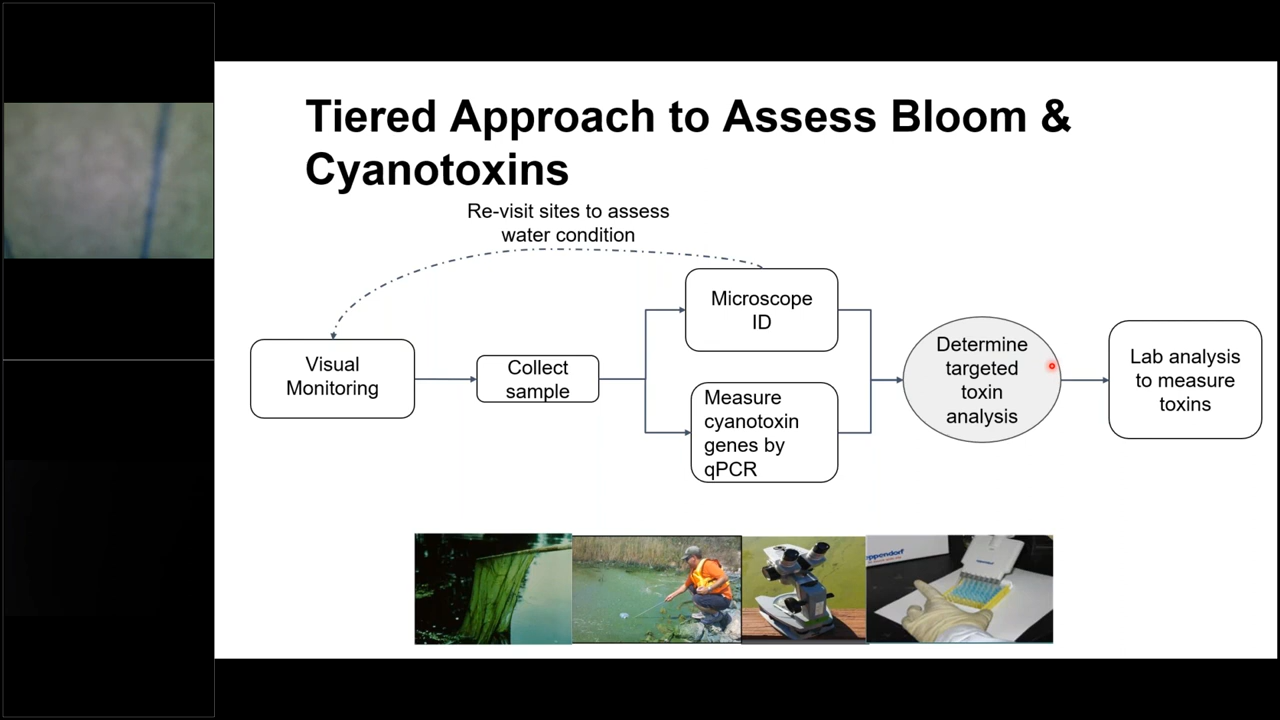 Tiered Approach to Assess Bloom &
Cyanotoxins
Re-visit sites to assess
water condition
Visual
Monitoring
Collect
sample
Microscope
ID
Measure
cyanotoxin
genes by
qPCR
Determine
targeted
toxin
analysis
Lab analysis
to measure
toxins
eppendorf